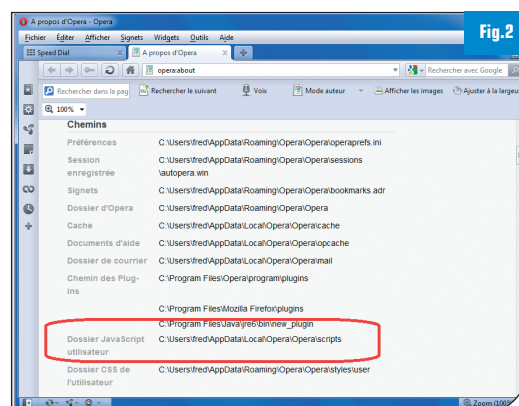 A propos d'Opera - Opera
Fig.2
Fichier Éditer Afficher Signets Widgets Outils Aide
Speed Dial A propos d'Opera
opera:about Rechercher avec Google
Rechercher dans la pag Rechercher le suivant Voix Mode auteur Afficher les images Ajuster à la largeu
100%
Chemins
Préférences C:\Users\fred\AppData\Roaming\Opera\Opera\operaprefs.ini
Session C:\Users\fred\AppData\Roaming\Opera\Opera\sessions
enregistrée \autopera.win
Signets C:\Users\fred\AppData\Roaming\Opera\Opera\bookmarks.adr
Dossier d'Opera C:\Users\fred\AppData\Roaming\Opera\Opera
Cache C:\Users\fred\AppData\Local\Opera\Opera\cache
Documents d'aide C:\Users\fred\AppData\Local\Opera\Opera\opcache
Dossier de courrier C:\Users\fred\AppData\Local\Opera\Opera\mail
Chemin des Plug- C:\Program Files\Opera\program\plugins
ins
C:\Program Files\Mozilla Firefox\plugins
C:\Program Files\Java\jre6\bin\new_plugin
Dossier JavaScript C:\Users\fred\AppData\Local\Opera\Opera\scripts
utilisateur
Dossier CSS de C:\Users\fred\AppData\Roaming\Opera\Opera\styles\user
l'utilisateur
Zoom (100%